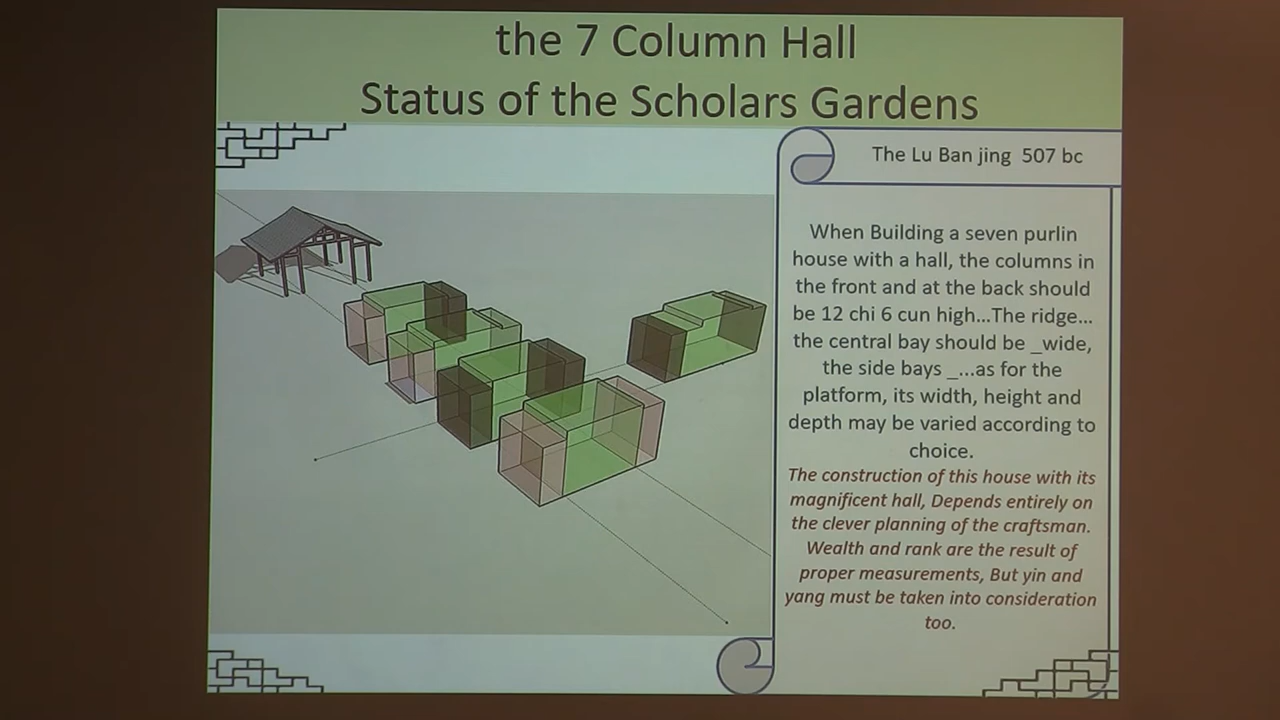 the 7 Column Hall
Status of the Scholars Gardens
The Lu Ban jing 507 bc
When Building a seven purlin
house with a hall, the columns in
the front and at the back should
be 12 chi 6 cun high...The ridge...
the central bay should be _wide,
the side bays _...as for the
platform, its width, height and
depth may be varied according to
choice.
The construction of this house with its
magnificent hall, Depends entirely on
the clever planning of the craftsman.
Wealth and rank are the result of
proper measurements, But yin and
yang must be taken into consideration
too.